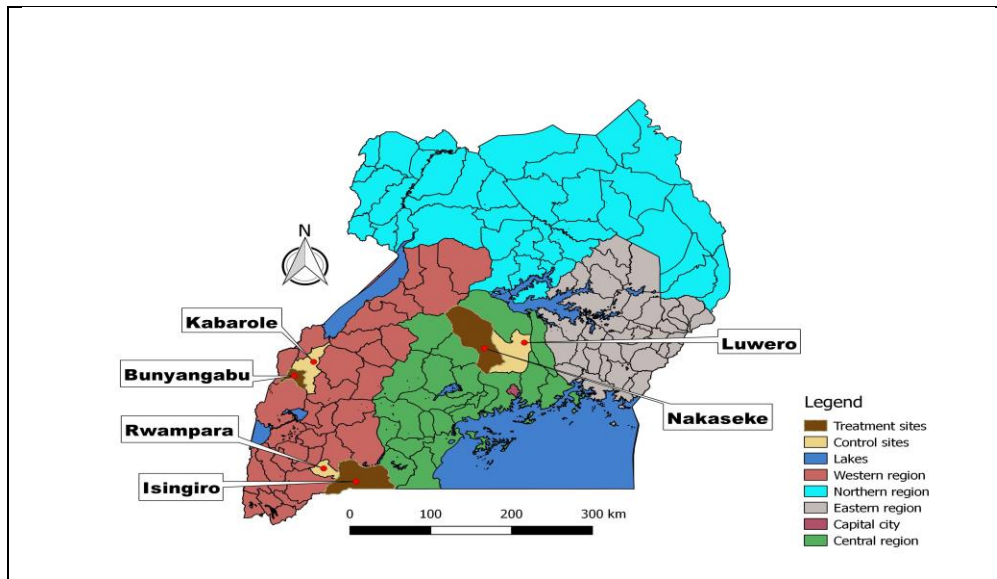 N
Kabarole
Bunyangabu
Rwampara
Isingiro
Luwero
Nakaseke
Legend
Treatment sites
Control sites
Lakes
Western region
Northern region
Eastern region
Capital city
Central region
0 100 200 300 km